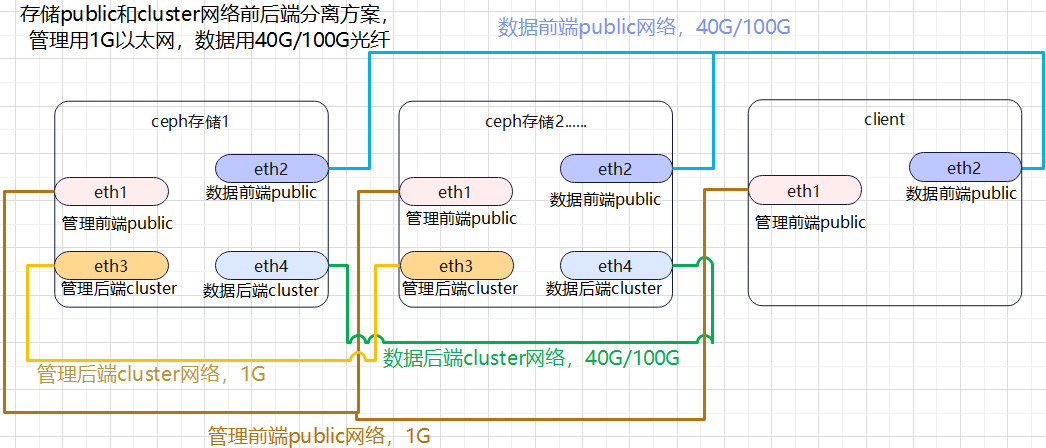 存储public和cluster网络前后端分离方案，
管理用1G以太网，数据用40G/100G光纤
数据前端public网络，40G/100G
ceph存储1
eth2
数据前端public
eth1
管理前端public
eth3
管理后端cluster
eth4
数据后端cluster
ceph存储2......
eth2
数据前端public
eth1
管理前端public
eth3
管理后端cluster
eth4
数据后端cluster
client
eth2
数据前端public
eth1
管理前端public
数据后端cluster网络，40G/100G
管理后端cluster网络，1G
管理前端public网络，1G